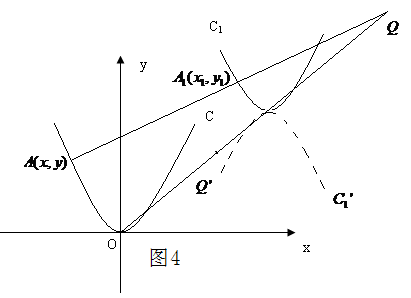 C₁
Q
y
A₁(x₁, y₁)
C
A(x, y)
Q'
C₁'
O
x
图4